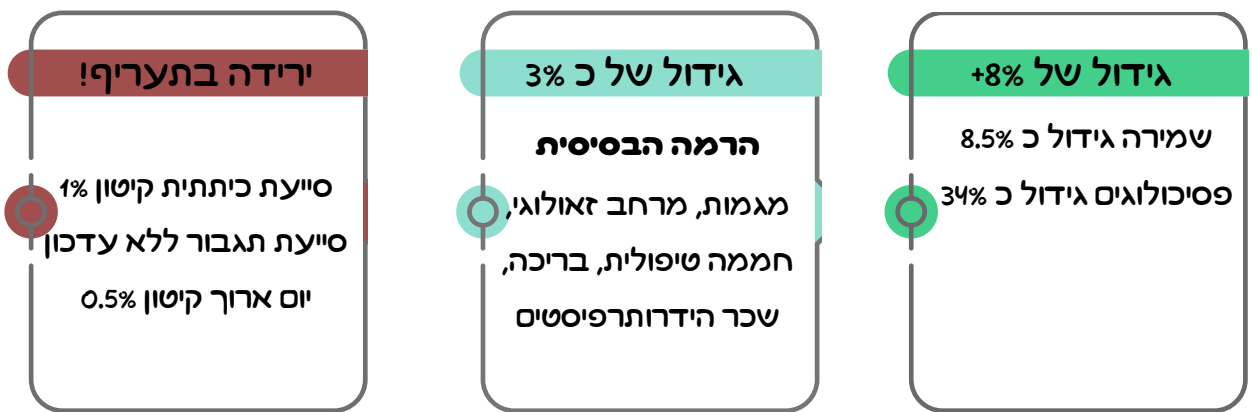 גידול של 8%+
שמירה גידול כ 8.5%
פסיכולוגים גידול כ 34%
גידול של כ 3%
הרמה הבסיסית
מגמות, מרחב זאולוגי,
חממה טיפולית, בריכה,
שכר הידרותרפיסטים
ירידה בתעריף!
סייעת כיתתית קיטון 1%
סייעת תגבור ללא עדכון
יום ארוך קיטון 0.5%